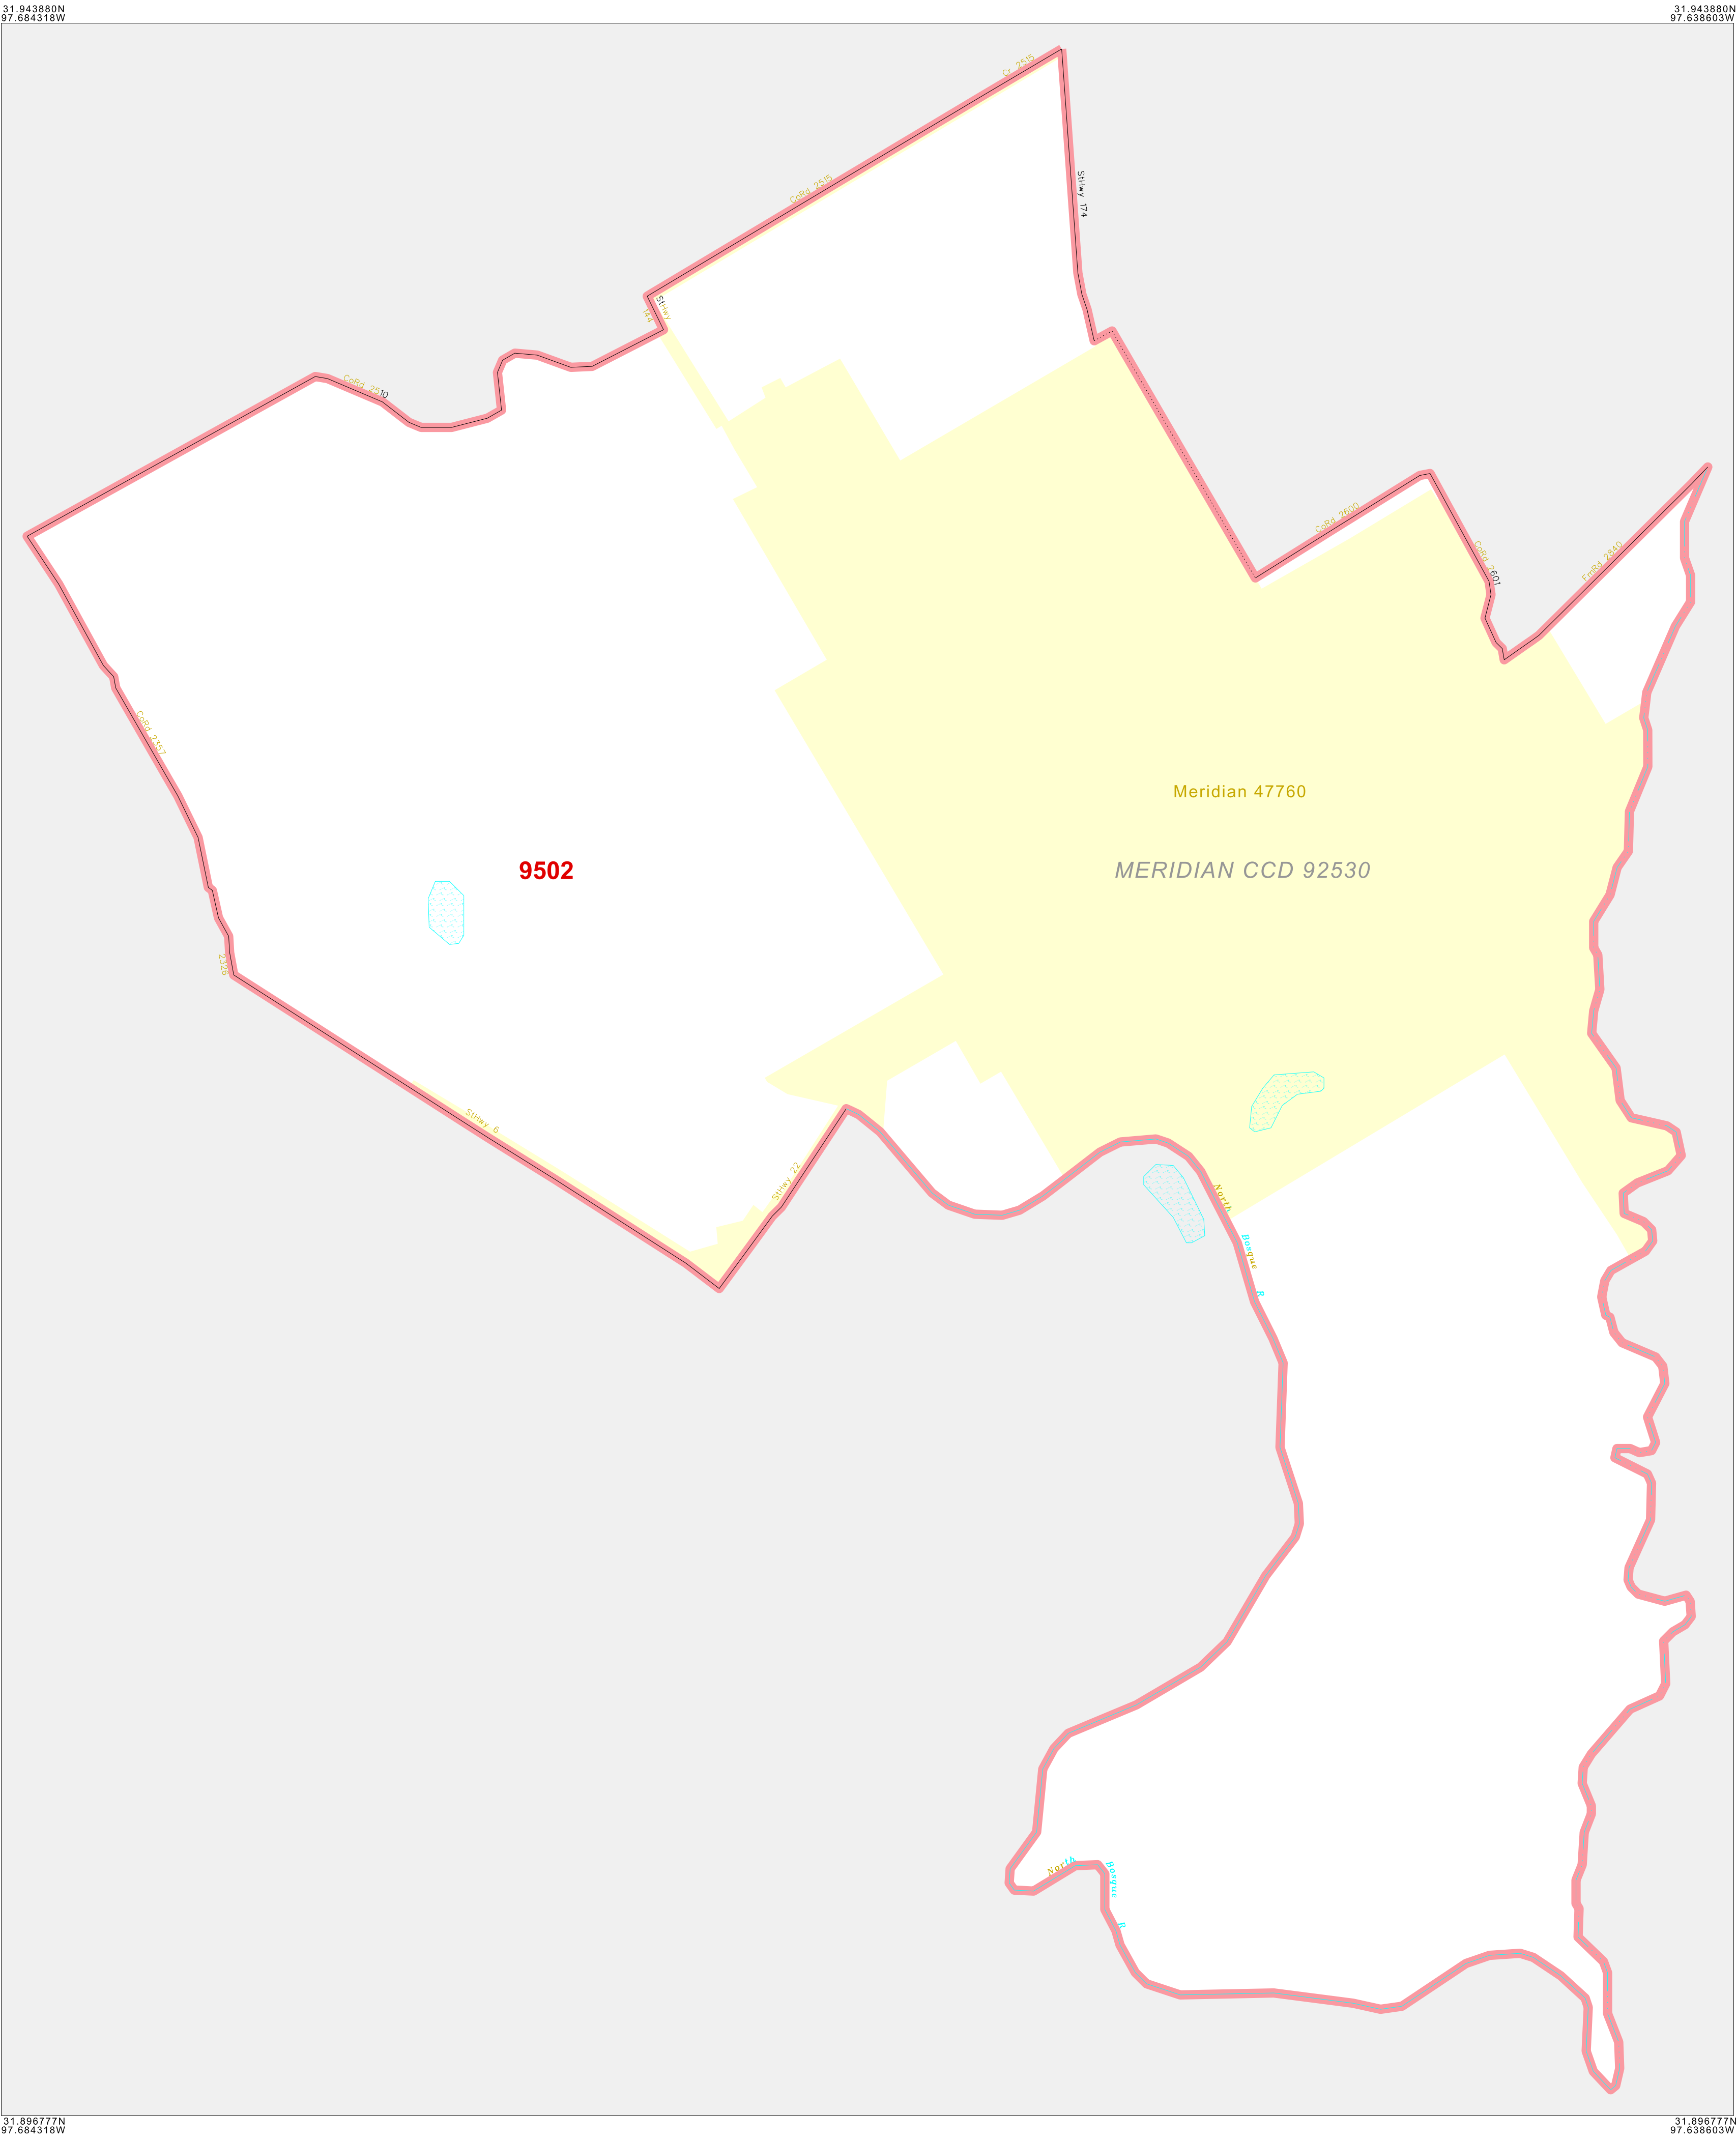 31.943880N
97.684318W
31.943880N
97.638603W
Cr 2515
CoRd 2515
StHwy 174
StHwy 144
CoRd 2510
CoRd 2600
CoRd 2601
FmRd 2840
CoRd 2357
Meridian 47760
9502
MERIDIAN CCD 92530
2326
StHwy 6
StHwy 22
North Bosque R
North Bosque R
31.896777N
97.684318W
31.896777N
97.638603W